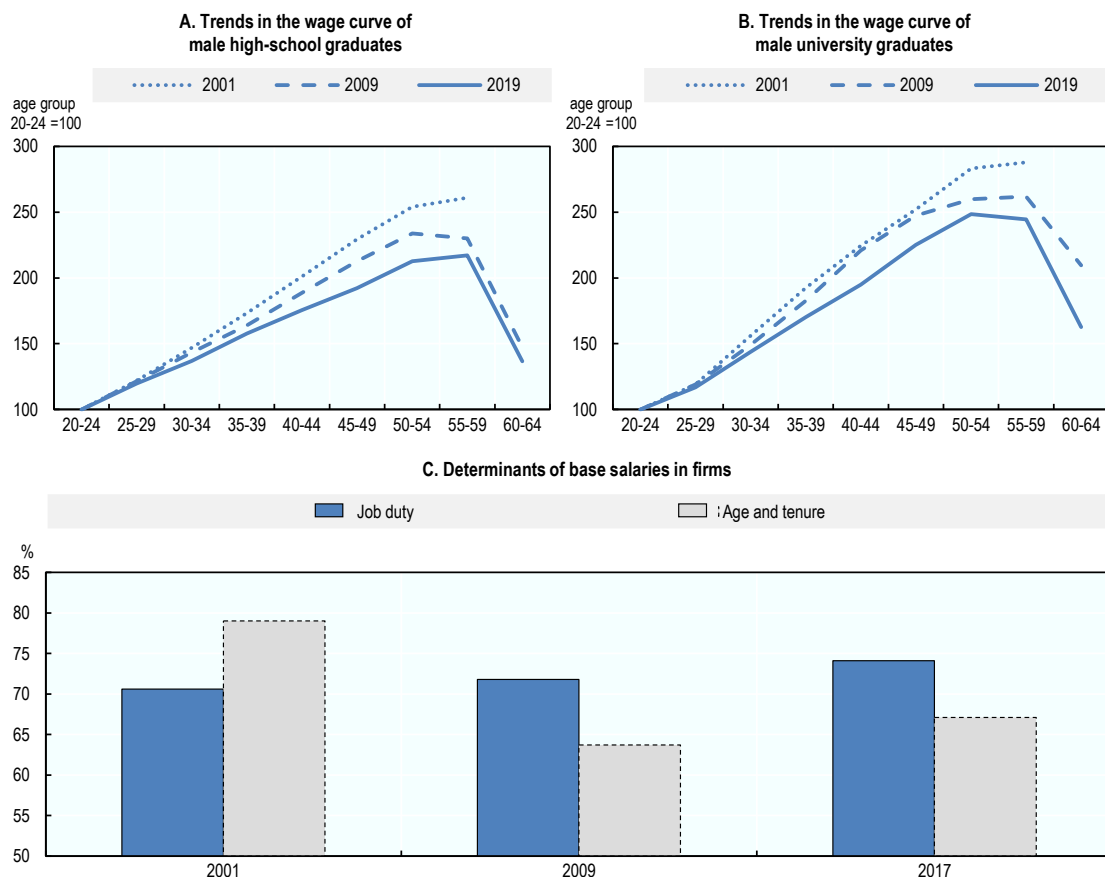 A. Trends in the wage curve of
male high-school graduates
2001 2009 2019
age group
20-24 =100
300
250
200
150
100
20-24 25-29 30-34 35-39 40-44 45-49 50-54 55-59 60-64
B. Trends in the wage curve of
male university graduates
2001 2009 2019
age group
20-24 =100
300
250
200
150
100
20-24 25-29 30-34 35-39 40-44 45-49 50-54 55-59 60-64
C. Determinants of base salaries in firms
Job duty Age and tenure
%
85
80
75
70
65
60
55
50
2001 2009 2017